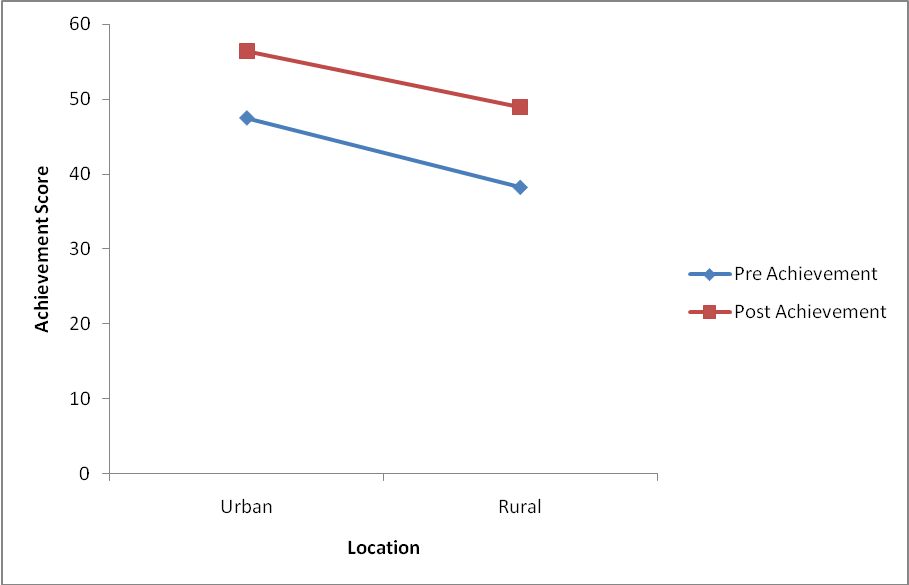 60
50
40
30
20
10
0
Achievement Score
Urban
Rural
Location
Pre Achievement
Post Achievement